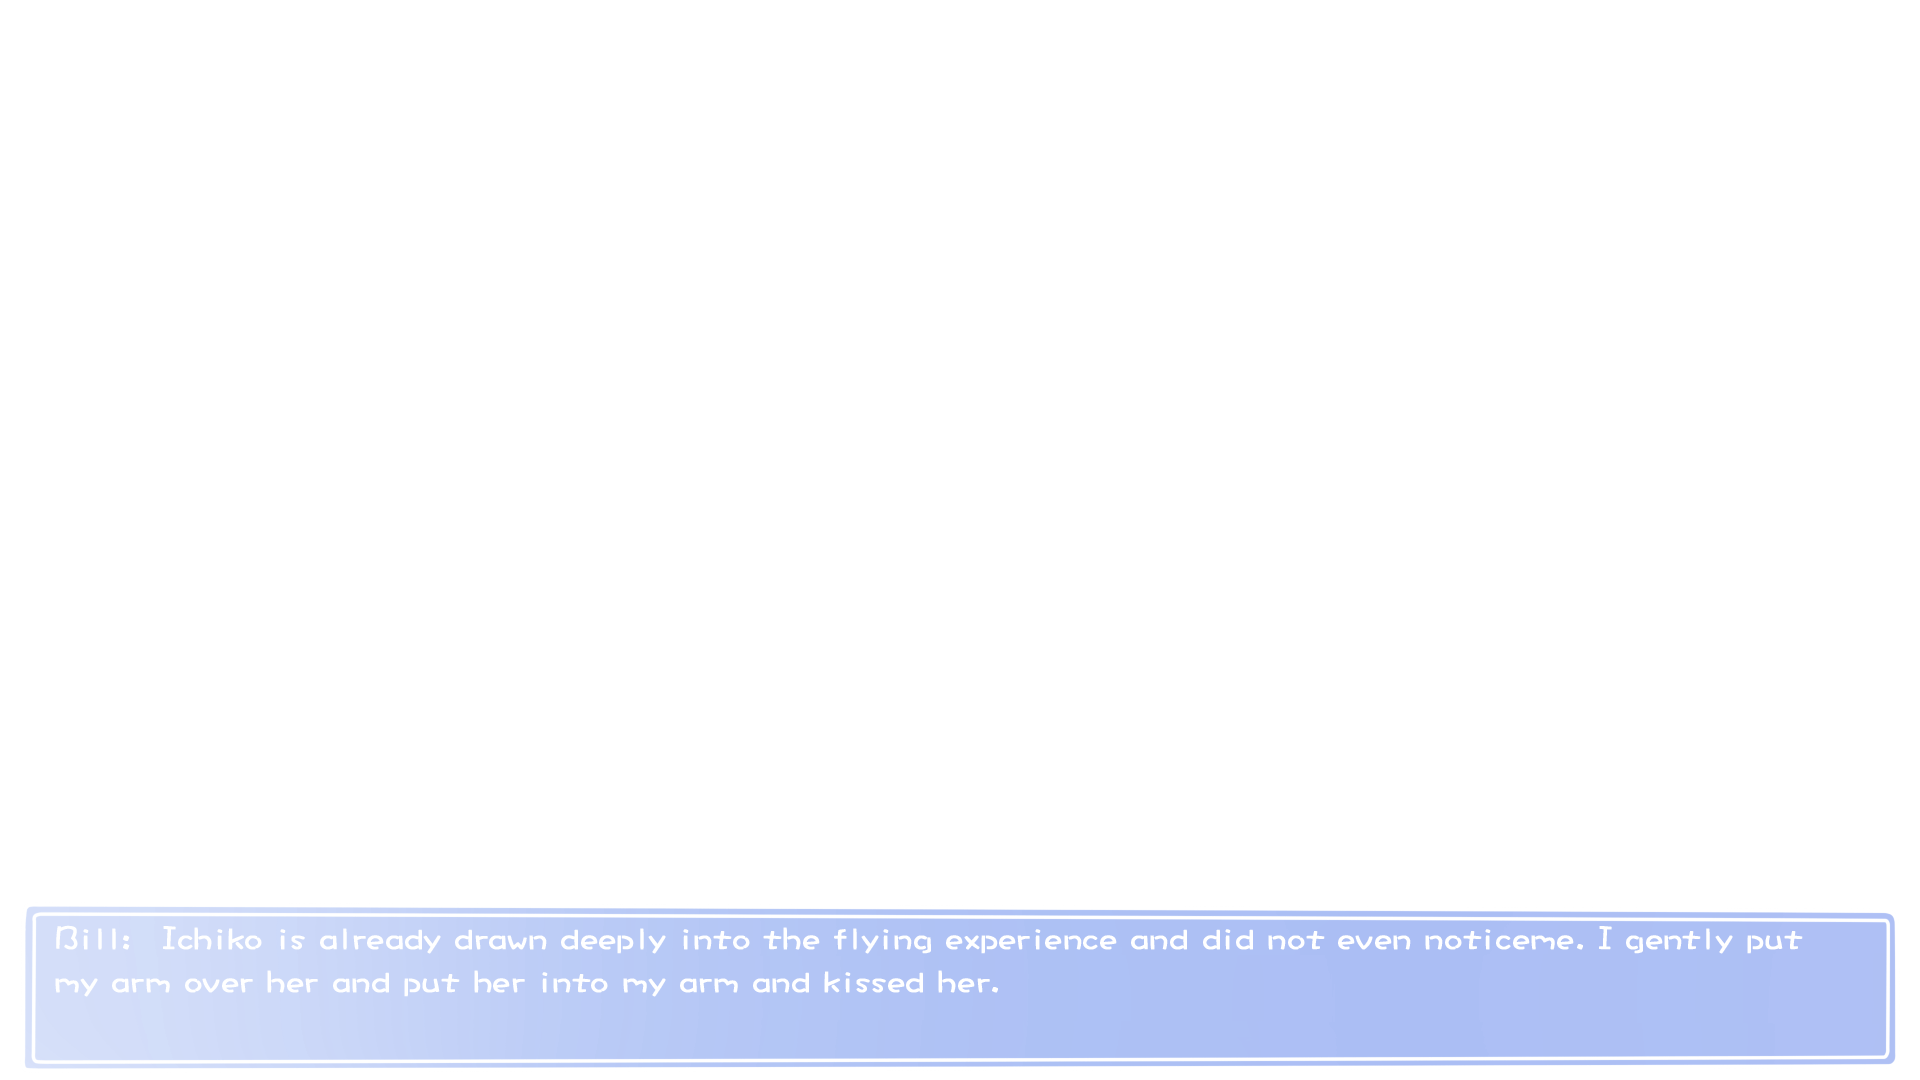 Bill:  Ichiko is already drawn deeply into the flying experience and did not even noticeme. I gently put
my arm over her and put her into my arm and kissed her.